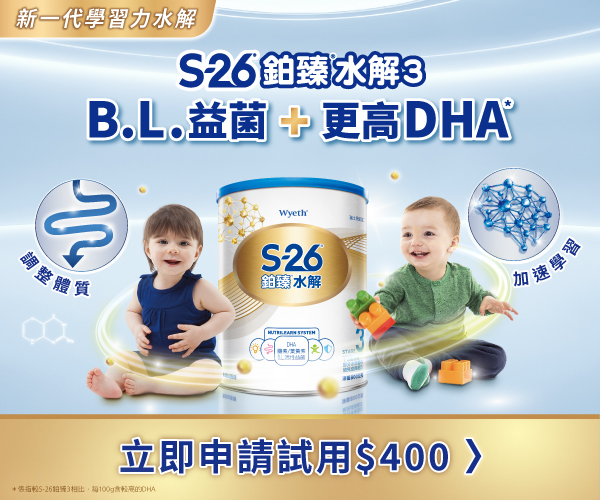 新一代學習力水解
S-26 鉑臻 水解3
B.L.益菌 + 更高DHA*
調整體質
加速學習
Wyeth
S-26
鉑臻水解
NUTRILEARN SYSTEM
DHA
3
立即申請試用$400 〉